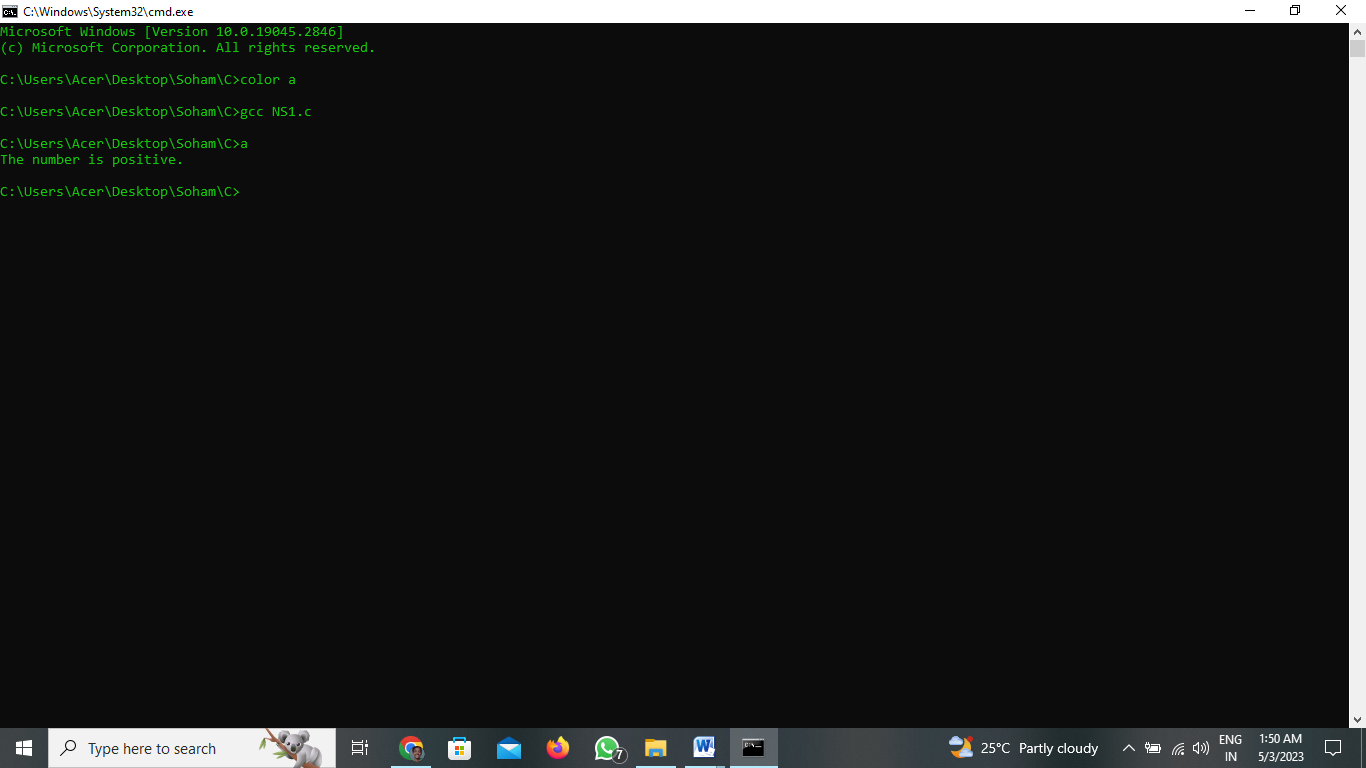 C:\Windows\System32\cmd.exe
Microsoft Windows [Version 10.0.19045.2846]
(c) Microsoft Corporation. All rights reserved.
C:\Users\Acer\Desktop\Soham\C>color a
C:\Users\Acer\Desktop\Soham\C>gcc NS1.c
C:\Users\Acer\Desktop\Soham\C>a
The number is positive.
C:\Users\Acer\Desktop\Soham\C>
Type here to search
7
25°C Partly cloudy
ENG
IN
1:50 AM
5/3/2023